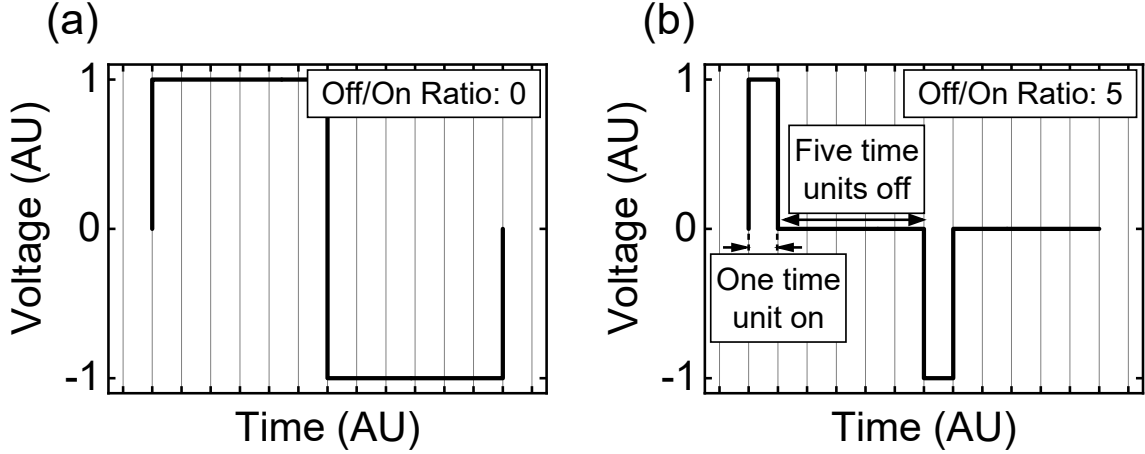 (a)
Off/On Ratio: 0
1
0
-1
Voltage (AU)
Time (AU)
(b)
Off/On Ratio: 5
1
0
-1
Voltage (AU)
Five time
units off
One time
unit on
Time (AU)